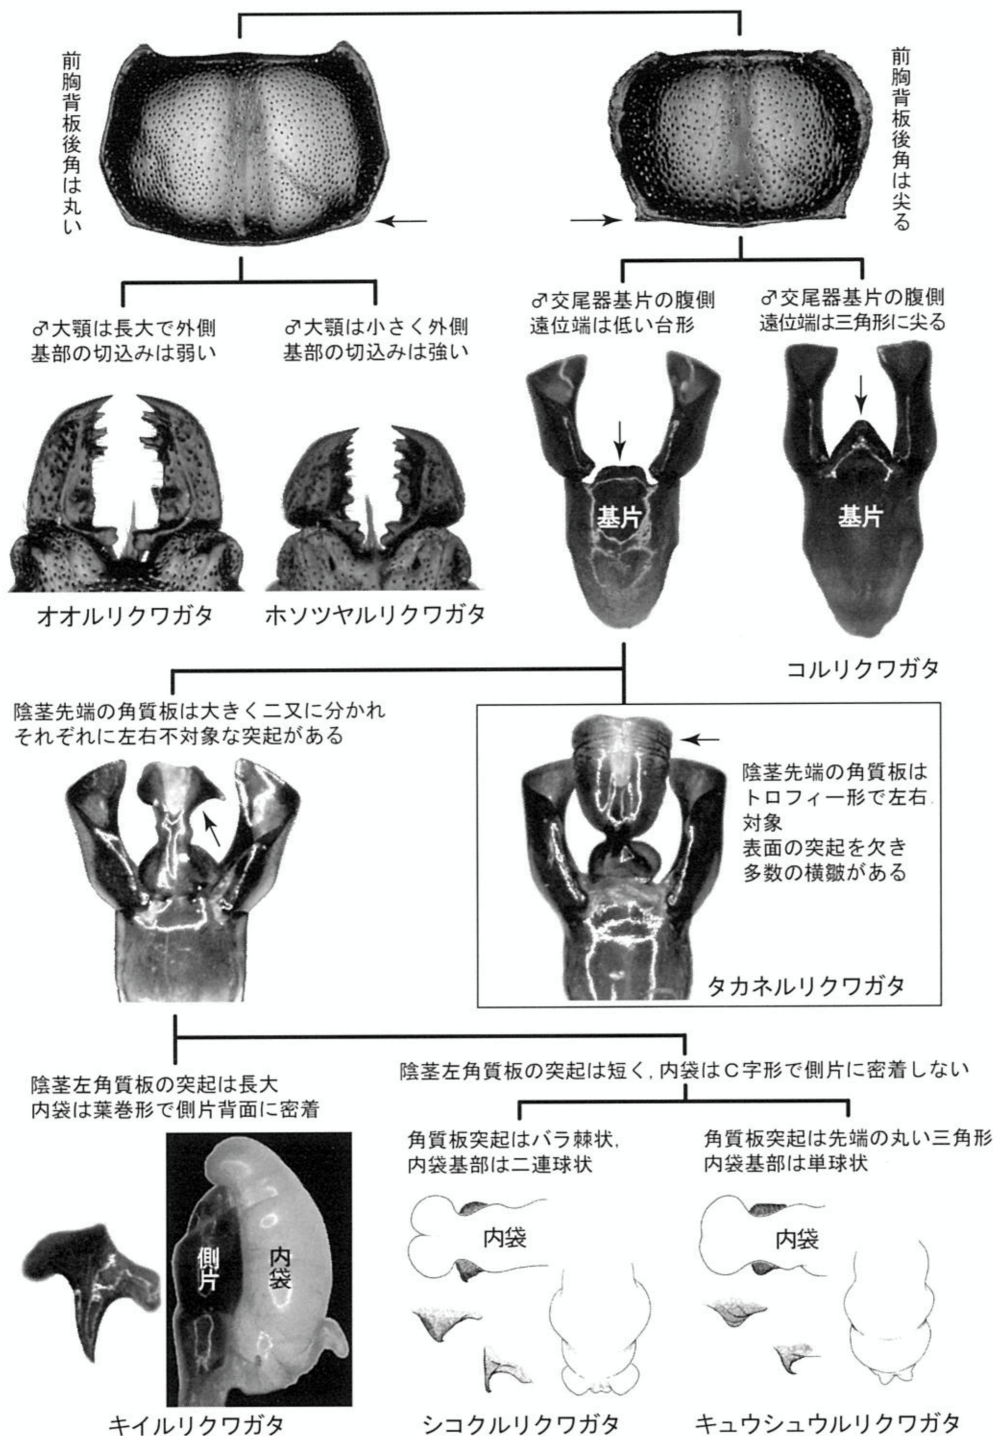 前胸背板後角は丸い
前胸背板後角は尖る
♂大顎は長大で外側
基部の切込みは弱い
♂大顎は小さく外側
基部の切込みは強い
♂交尾器基片の腹側
遠位端は低い台形
♂交尾器基片の腹側
遠位端は三角形に尖る
基片
基片
オオルリクワガタ
ホソツヤルリクワガタ
コルリクワガタ
陰茎先端の角質板は大きく二又に分かれ
それぞれに左右不対象な突起がある
陰茎先端の角質板は
トロフィー形で左右
対象
表面の突起を欠き
多数の横皺がある
タカネルリクワガタ
陰茎左角質板の突起は長大
内袋は葉巻形で側片背面に密着
陰茎左角質板の突起は短く,内袋はC字形で側片に密着しない
角質板突起はバラ棘状,
内袋基部は二連球状
角質板突起は先端の丸い三角形
内袋基部は単球状
側片
内袋
内袋
内袋
キイルリクワガタ
シコクルリクワガタ
キュウシュウルリクワガタ